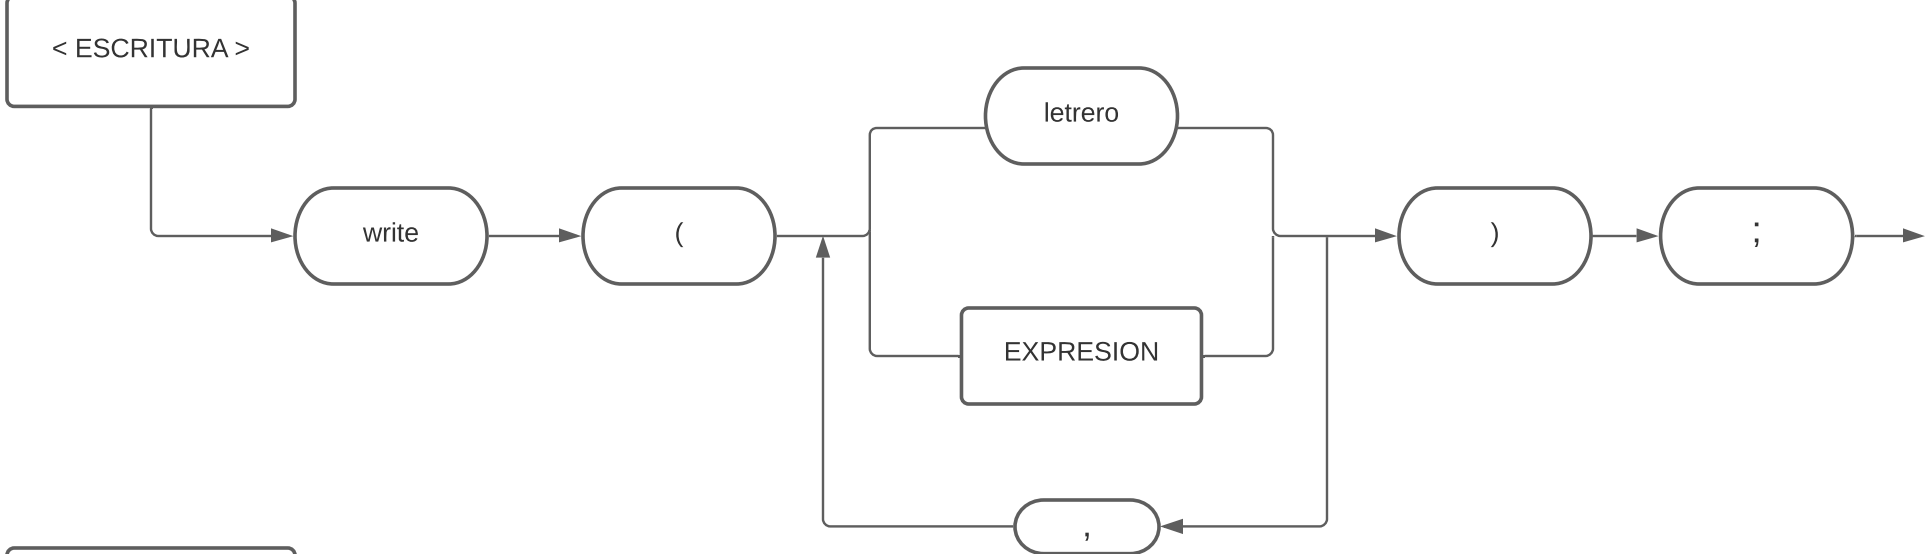 < ESCRITURA >
letrero
write
(
)
;
EXPRESION
,